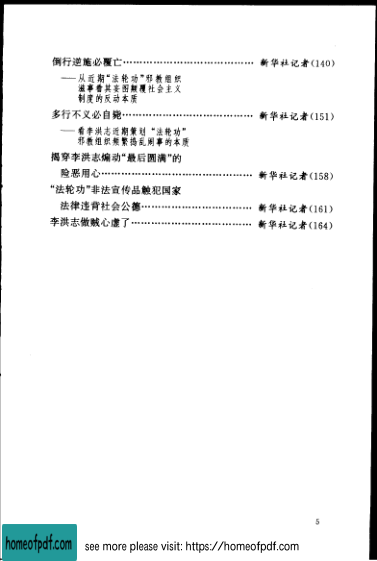 倒行逆施必覆亡………………………………… 新华社记者(140)
——从近期“法轮功”邪教组织
滋事看其妄图颠覆社会主义
制度的反动本质
多行不义必自毙………………………………… 新华社记者(151)
——看李洪志近期策划“法轮功”
邪教组织频繁捣乱闹事的本质
揭穿李洪志煽动“最后圆满”的
险恶用心……………………………………… 新华社记者(158)
“法轮功”非法宣传品触犯国家
法律违背社会公德…………………………… 新华社记者(161)
李洪志做贼心虚了……………………………… 新华社记者(164)
5
homeofpdf.com
see more please visit: https://homeofpdf.com